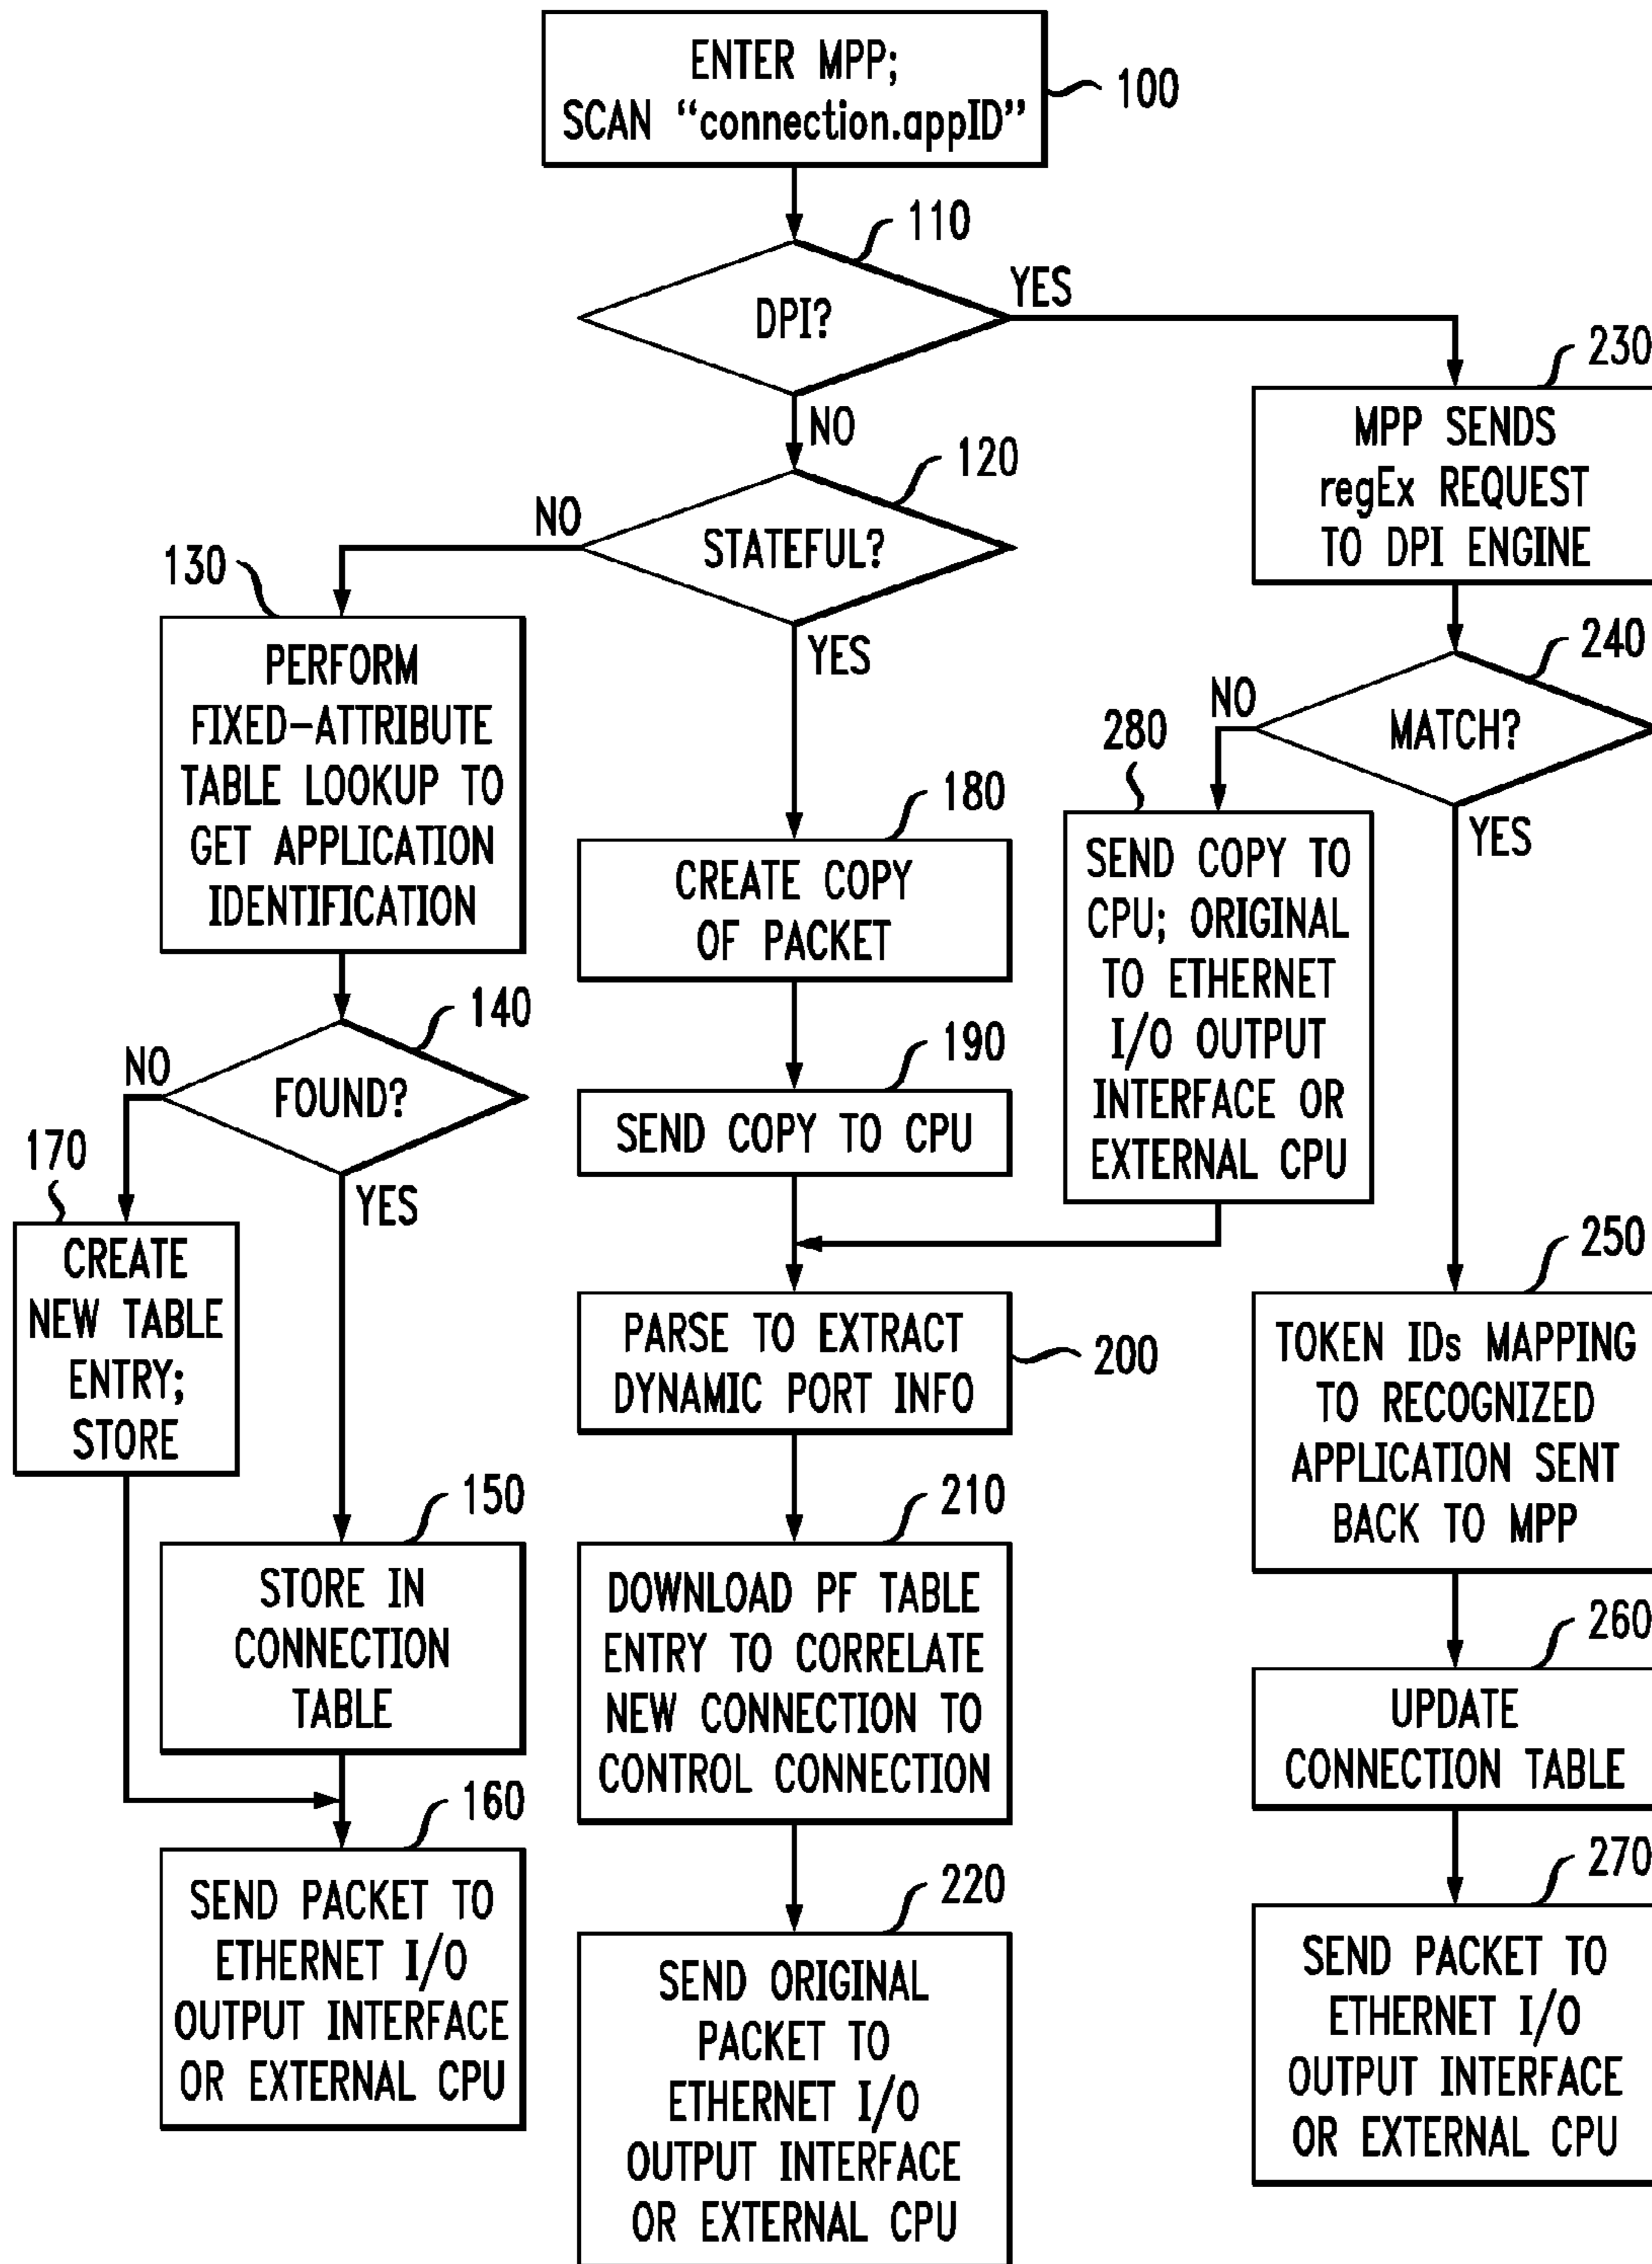 ENTER MPP;
SCAN “connection.appID”
100
110
DPI?
YES
NO
230
MPP SENDS
regEx REQUEST
TO DPI ENGINE
120
STATEFUL?
NO
YES
130
PERFORM
FIXED-ATTRIBUTE
TABLE LOOKUP TO
GET APPLICATION
IDENTIFICATION
140
FOUND?
NO
YES
170
CREATE
NEW TABLE
ENTRY;
STORE
150
STORE IN
CONNECTION
TABLE
160
SEND PACKET TO
ETHERNET I/O
OUTPUT INTERFACE
OR EXTERNAL CPU
180
CREATE COPY
OF PACKET
190
SEND COPY TO CPU
200
PARSE TO EXTRACT
DYNAMIC PORT INFO
210
DOWNLOAD PF TABLE
ENTRY TO CORRELATE
NEW CONNECTION TO
CONTROL CONNECTION
220
SEND ORIGINAL
PACKET TO
ETHERNET I/O
OUTPUT INTERFACE
OR EXTERNAL CPU
240
MATCH?
NO
YES
280
SEND COPY TO
CPU; ORIGINAL
TO ETHERNET
I/O OUTPUT
INTERFACE OR
EXTERNAL CPU
250
TOKEN IDs MAPPING
TO RECOGNIZED
APPLICATION SENT
BACK TO MPP
260
UPDATE
CONNECTION TABLE
270
SEND PACKET TO
ETHERNET I/O
OUTPUT INTERFACE
OR EXTERNAL CPU